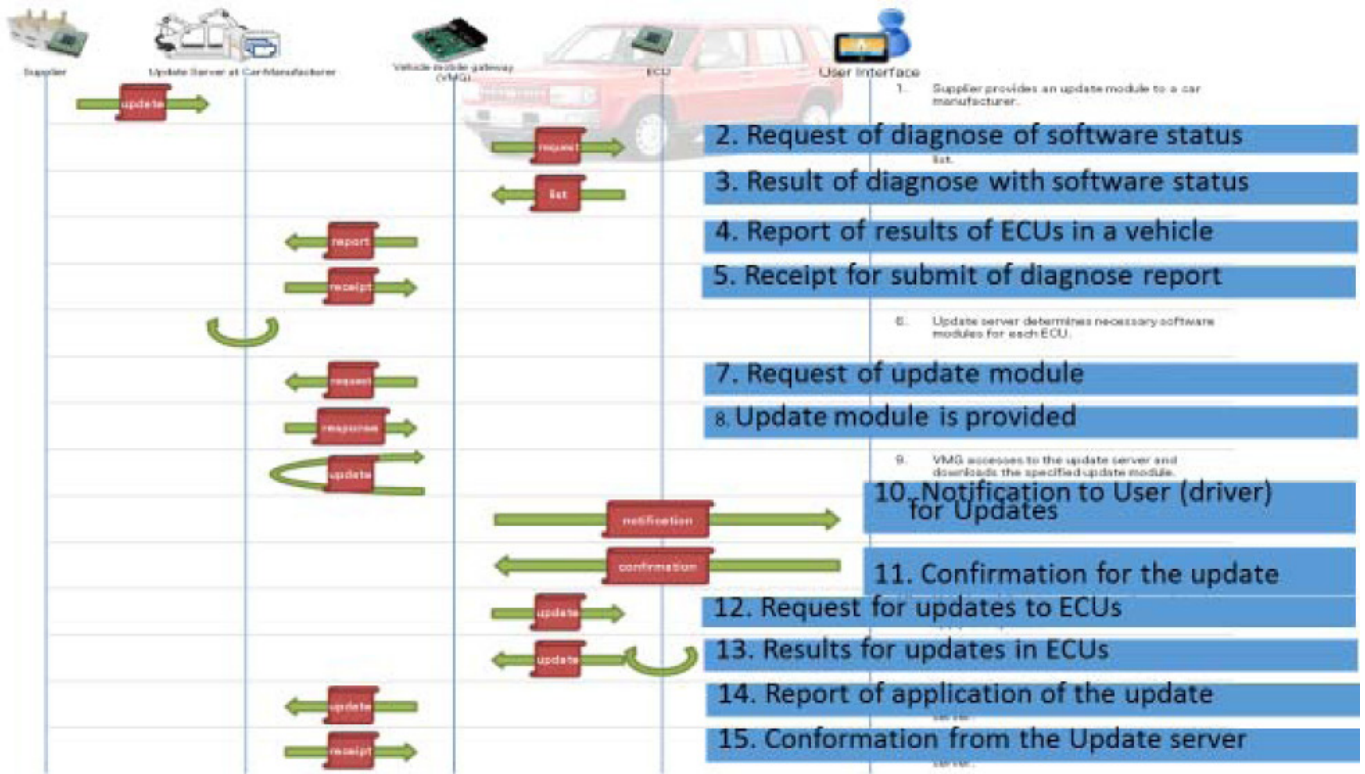 Supplier
Update Server at Car-Manufacturer
Vehicle mobile gateway
(VMG)
ECU
User Interface
1. Supplier provides an update module to a car
manufacturer.
update
2. Request of diagnose of software status
list.
request
3. Result of diagnose with software status
list
4. Report of results of ECUs in a vehicle
report
5. Receipt for submit of diagnose report
receipt
6. Update server determines necessary software
modules for each ECU.
7. Request of update module
request
8. Update module is provided
response
9. VMG accesses to the update server and
downloads the specified update module.
update
10. Notification to User (driver)
for Updates
notification
11. Confirmation for the update
confirmation
12. Request for updates to ECUs
update
13. Results for updates in ECUs
update
14. Report of application of the update
server.
update
15. Conformation from the Update server
server.
receipt